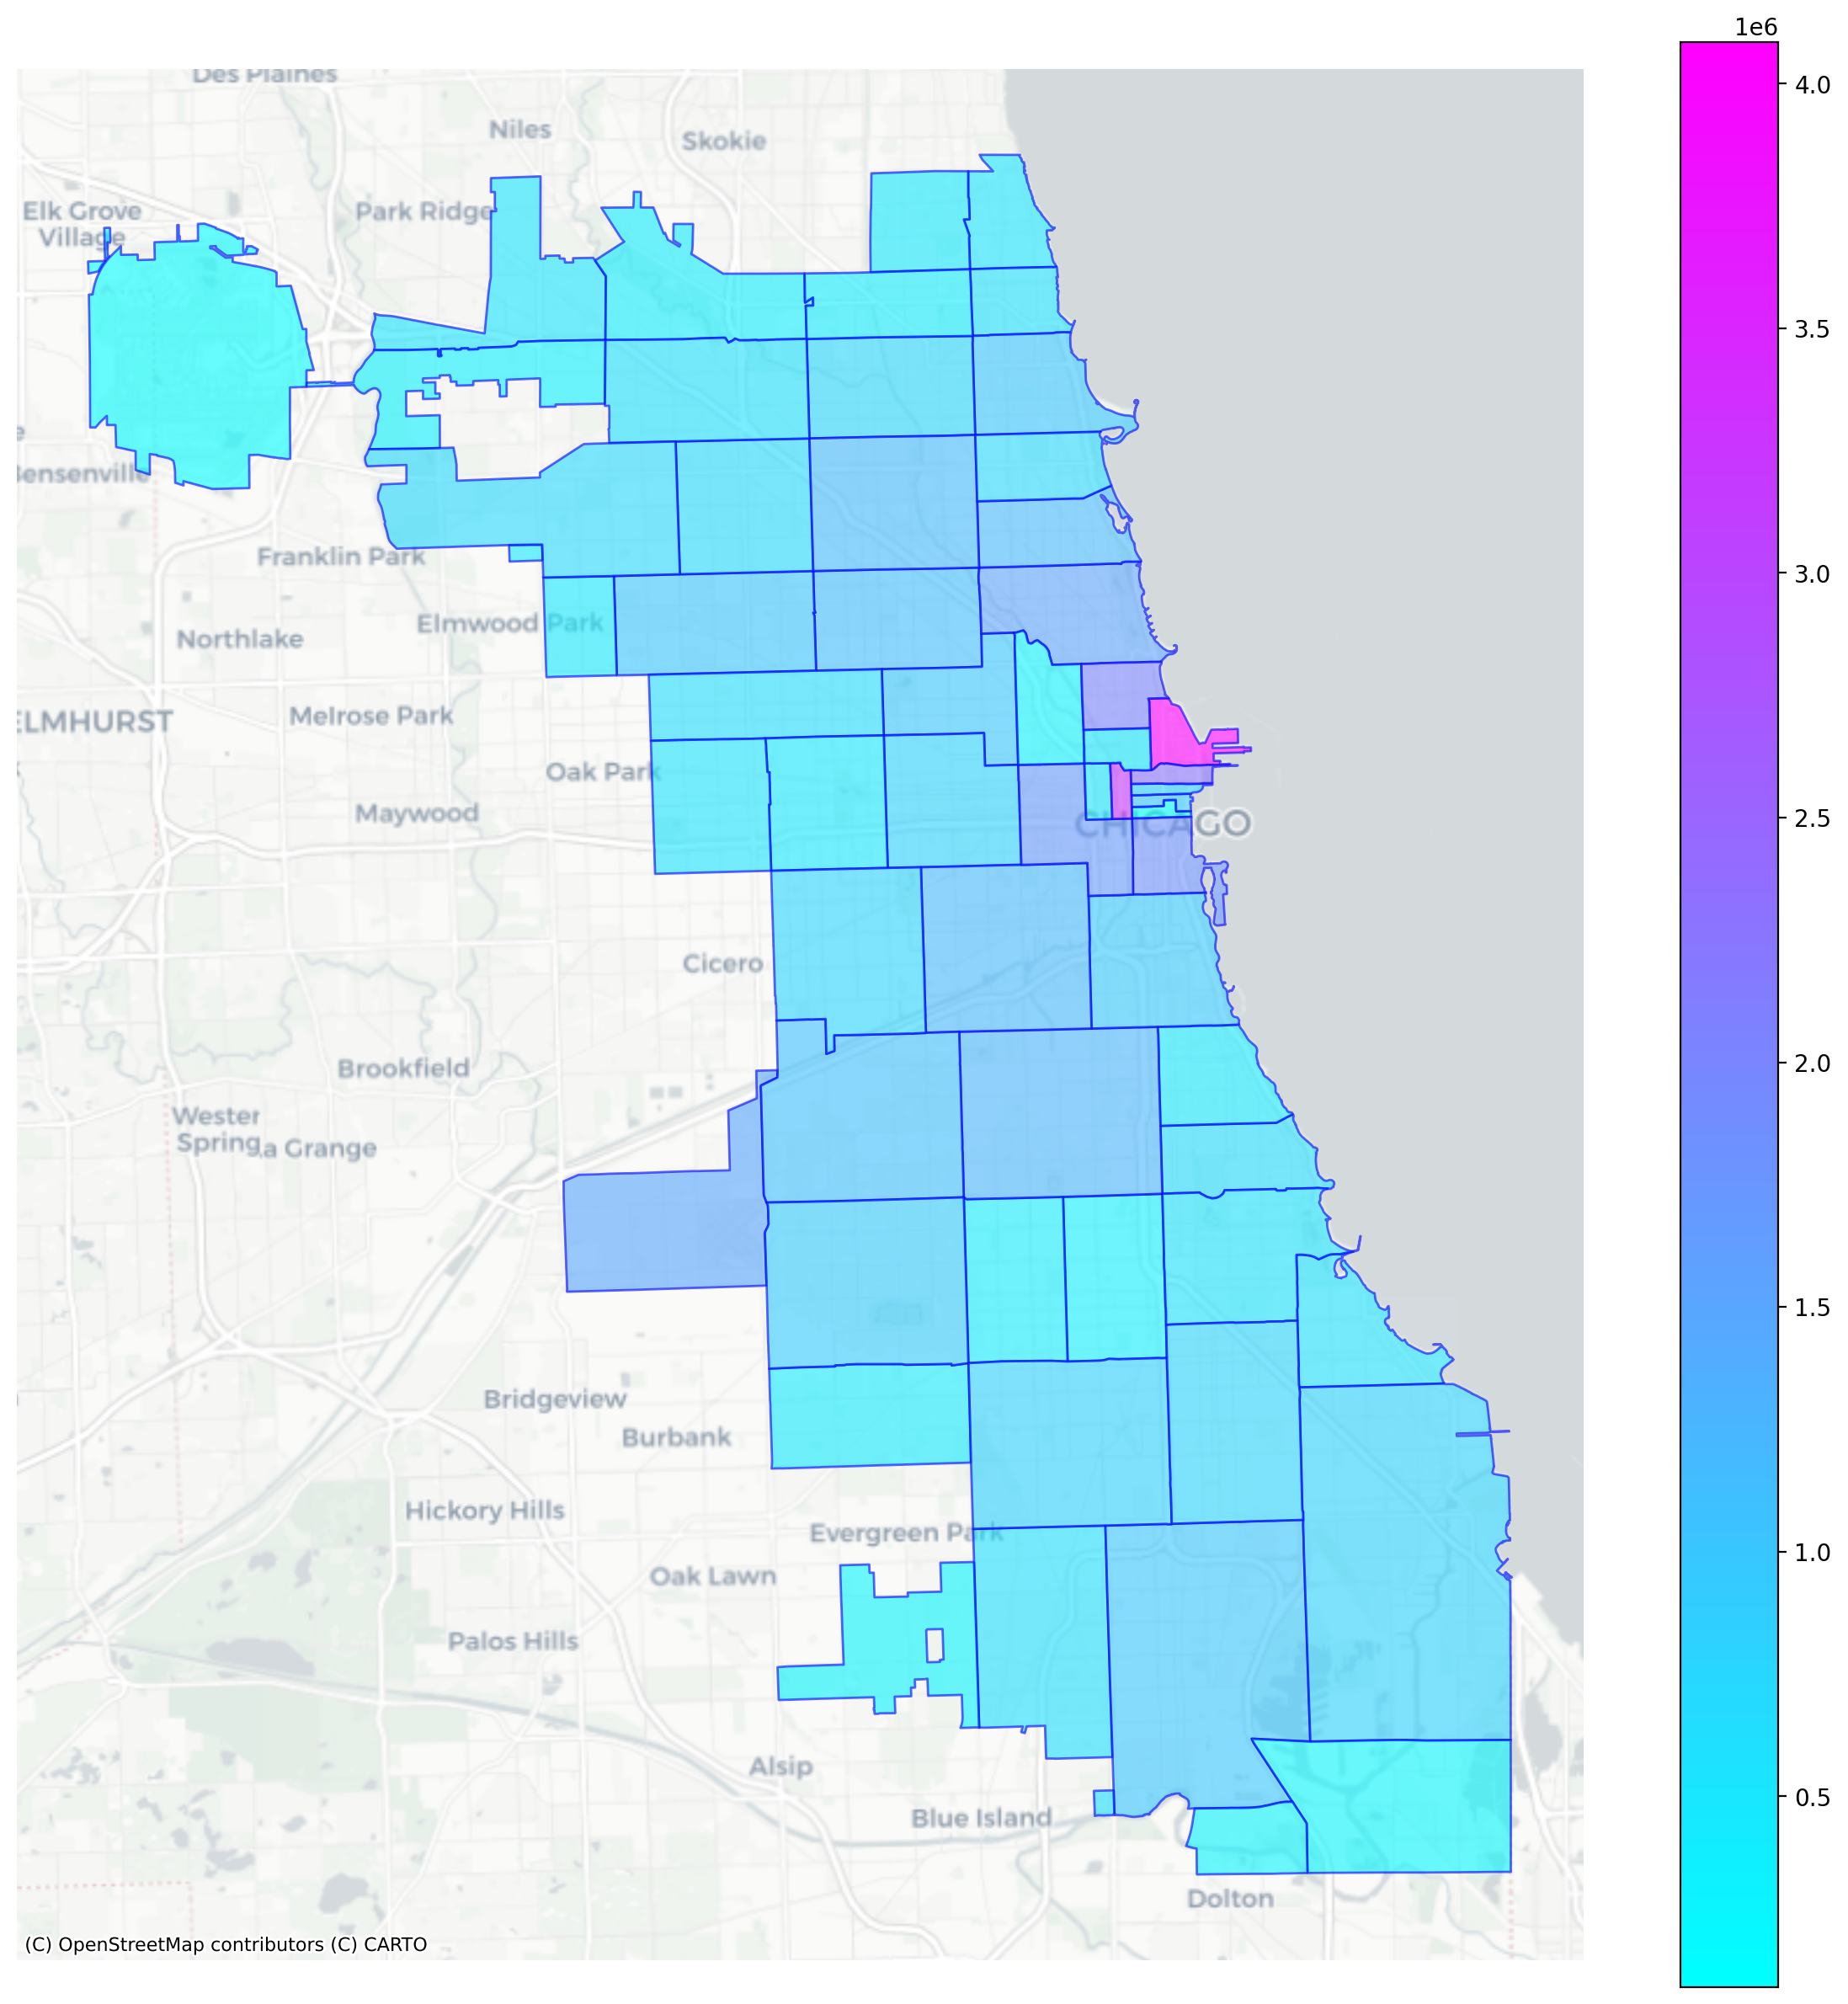 1e6
4.0
Des Plaines
Niles
Skokie
Elk Grove
Village
Park Ridge
3.5
Bensenville
Franklin Park
3.0
Elmwood Park
Northlake
ELMHURST
Melrose Park
Oak Park
Maywood
CHICAGO
2.5
Cicero
Brookfield
2.0
Wester
Spring
a Grange
1.5
Bridgeview
Burbank
Hickory Hills
Evergreen Park
1.0
Oak Lawn
Palos Hills
Alsip
0.5
Blue Island
Dolton
(C) OpenStreetMap contributors (C) CARTO